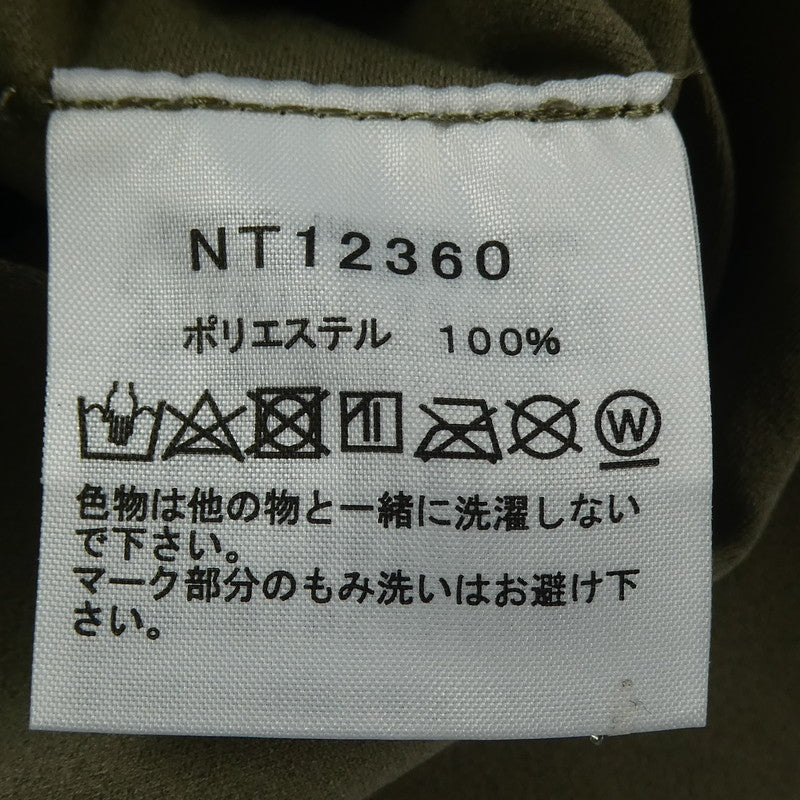 NT12360
ポリエステル 100%
W
色物は他の物と一緒に洗濯しない
で下さい。
マーク部分のもみ洗いはお避け下
さい。